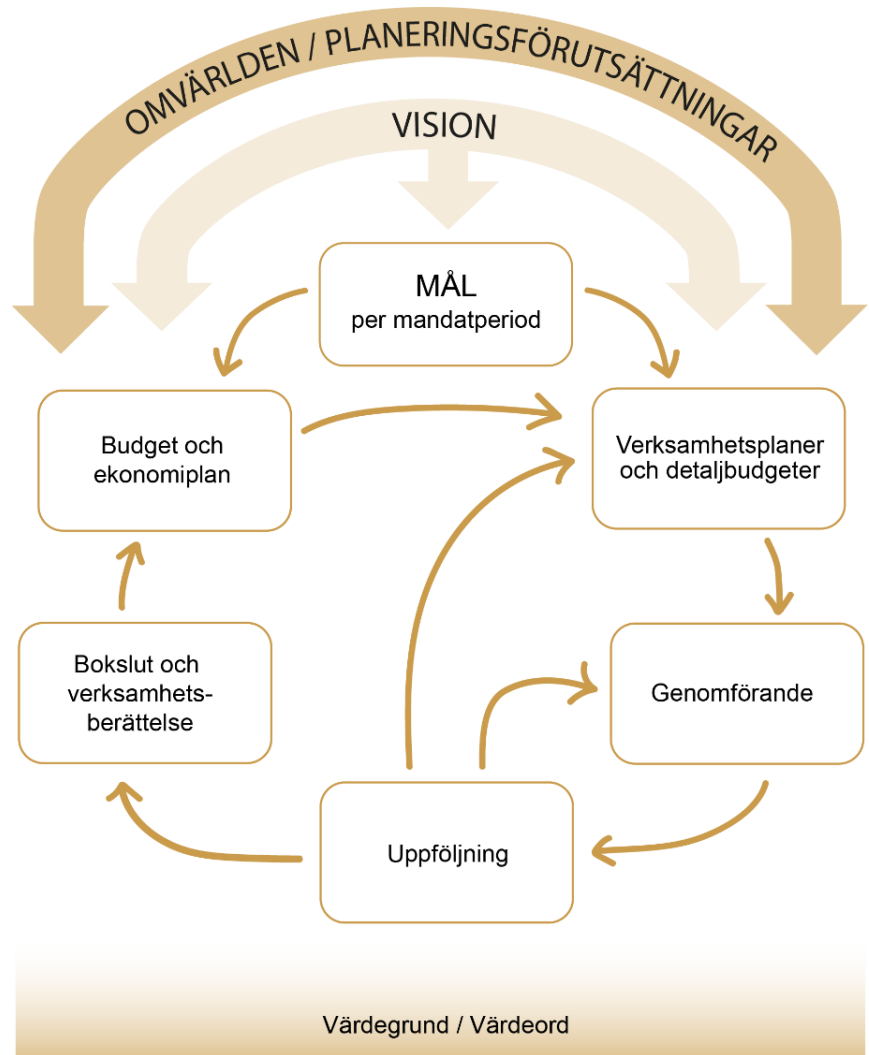 OMVÄRLDEN / PLANERINGSFÖRUTSÄTTNINGAR
VISION
MÅL
per mandatperiod
Budget och
ekonomiplan
Verksamhetsplaner
och detaljbudgeter
Bokslut och
verksamhets-
berättelse
Genomförande
Uppföljning
Värdegrund / Värdeord